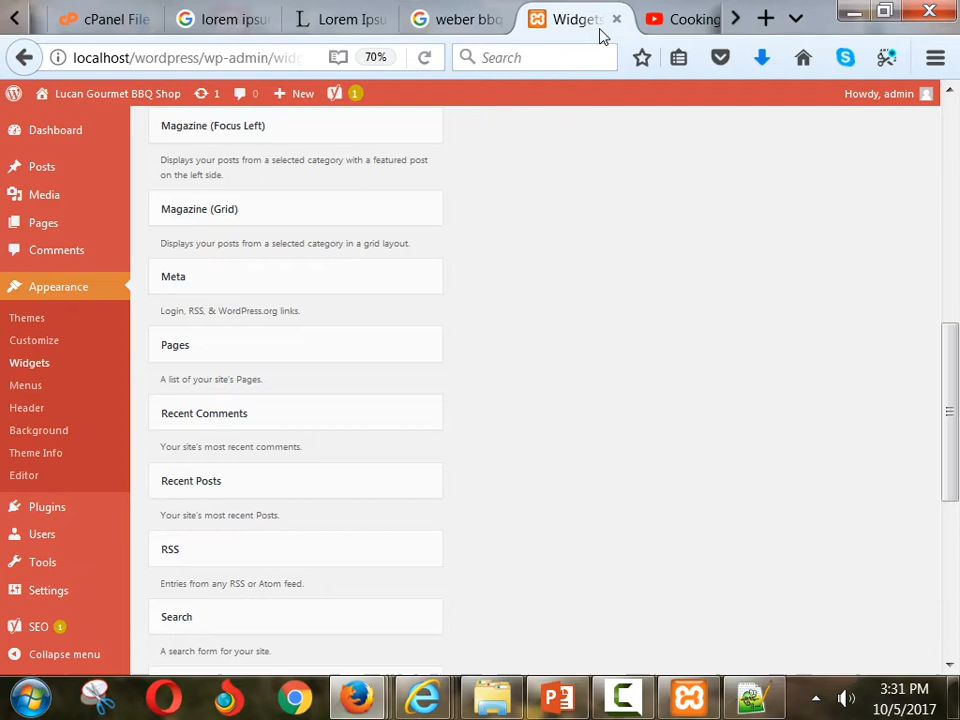 cPanel File
lorem ipsu
Lorem Ipsu
weber bbq
Widgets
Cooking
localhost/wordpress/wp-admin/widg
70%
Search
Lucan Gourmet BBQ Shop
1
0
New
1
Howdy, admin
Dashboard
Posts
Media
Pages
Comments
Appearance
Themes
Customize
Widgets
Menus
Header
Background
Theme Info
Editor
Plugins
Users
Tools
Settings
SEO 1
Collapse menu
Magazine (Focus Left)
Displays your posts from a selected category with a featured post
on the left side.
Magazine (Grid)
Displays your posts from a selected category in a grid layout.
Meta
Login, RSS, & WordPress.org links.
Pages
A list of your site's Pages.
Recent Comments
Your site's most recent comments.
Recent Posts
Your site's most recent Posts.
RSS
Entries from any RSS or Atom feed.
Search
A search form for your site.
3:31 PM
10/5/2017